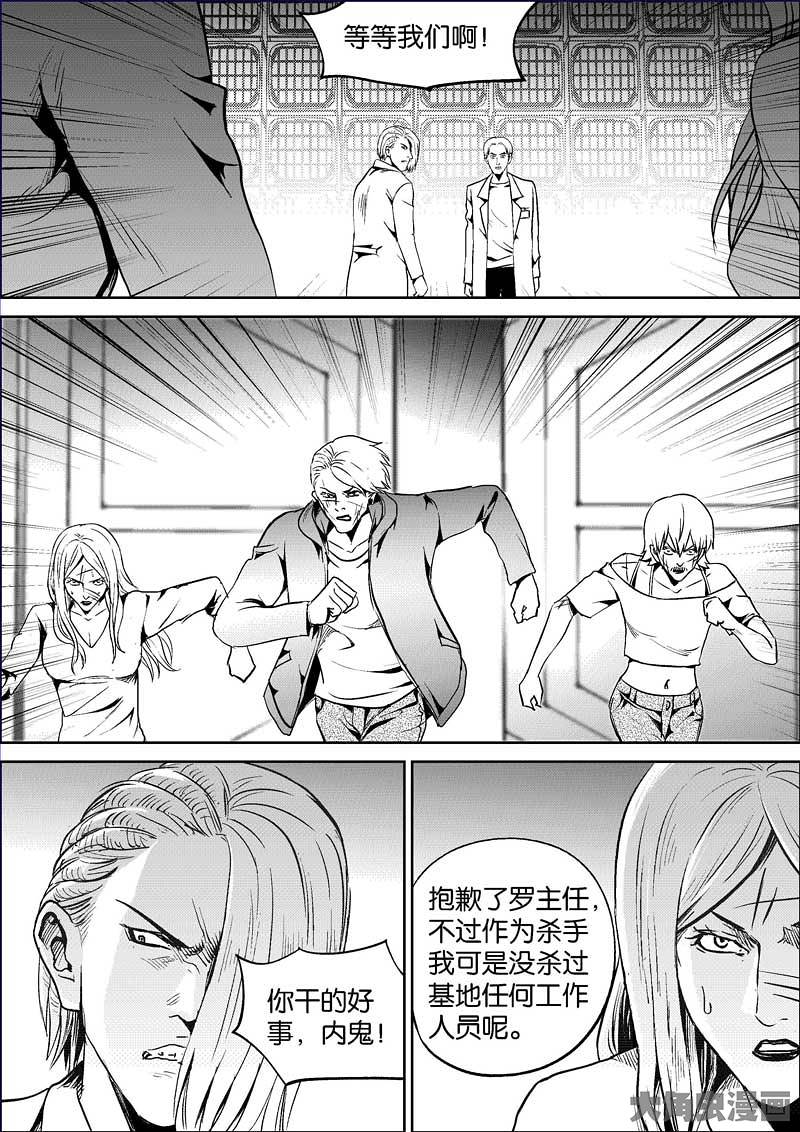 等等我们啊！
你干的好
事，内鬼！
抱歉了罗主任，
不过作为杀手
我可是没杀过
基地任何工作
人员呢。
大角虫漫画